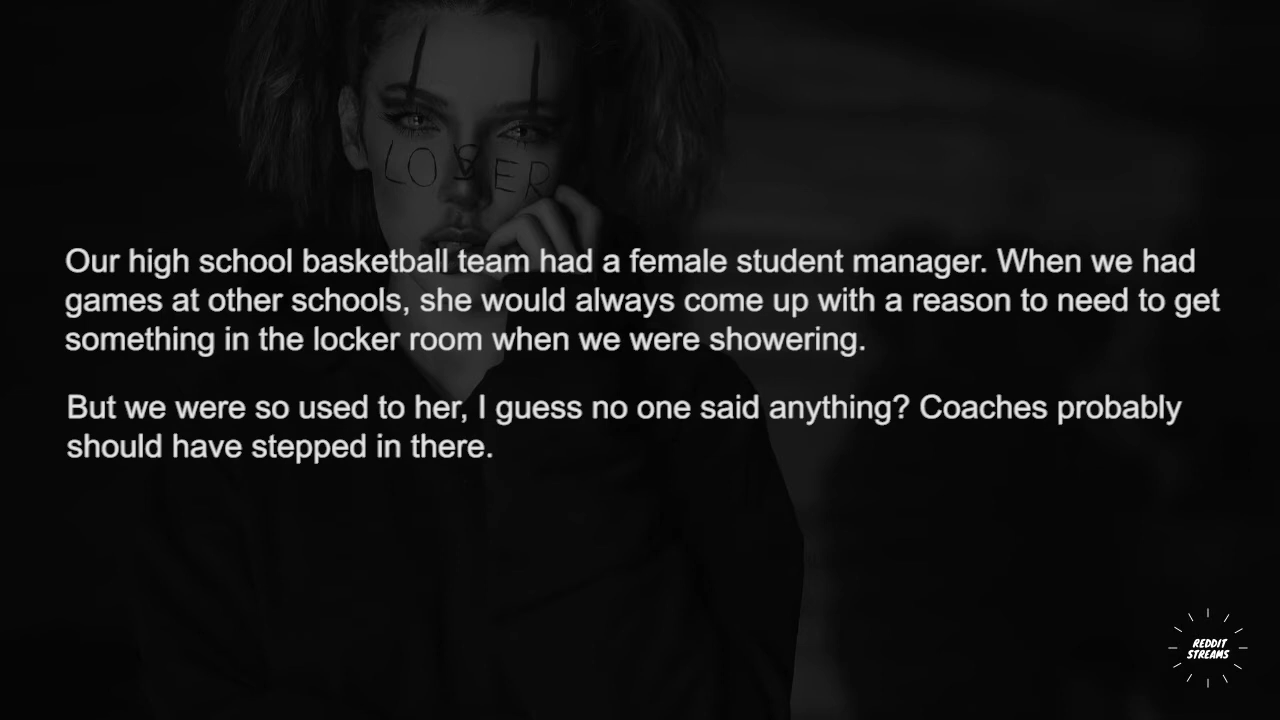 LOSER
Our high school basketball team had a female student manager. When we had
games at other schools, she would always come up with a reason to need to get
something in the locker room when we were showering.
But we were so used to her, I guess no one said anything? Coaches probably
should have stepped in there.
REDDIT
STREAMS